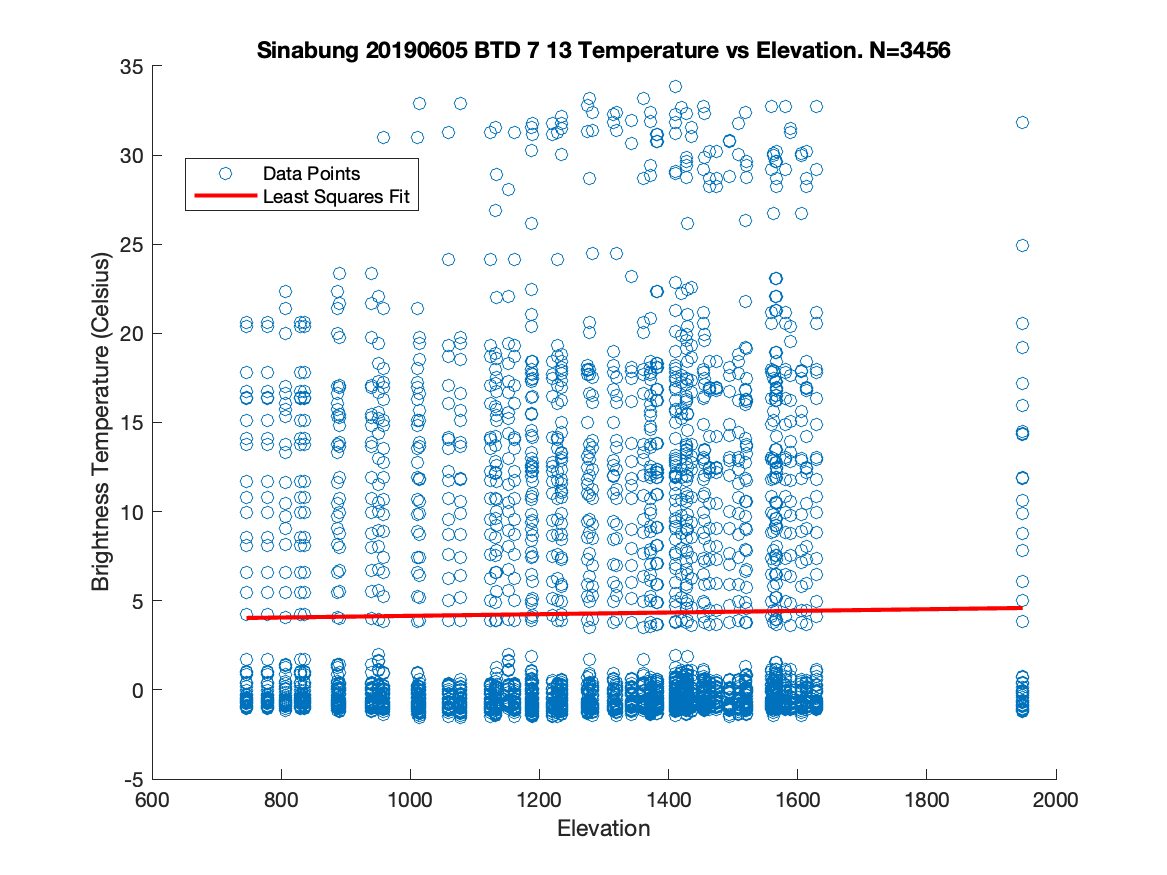 Sinabung 20190605 BTD 7 13 Temperature vs Elevation. N=3456
35
30
25
20
15
10
5
0
-5
Data Points
Least Squares Fit
Brightness Temperature (Celsius)
600 800 1000 1200 1400 1600 1800 2000
Elevation